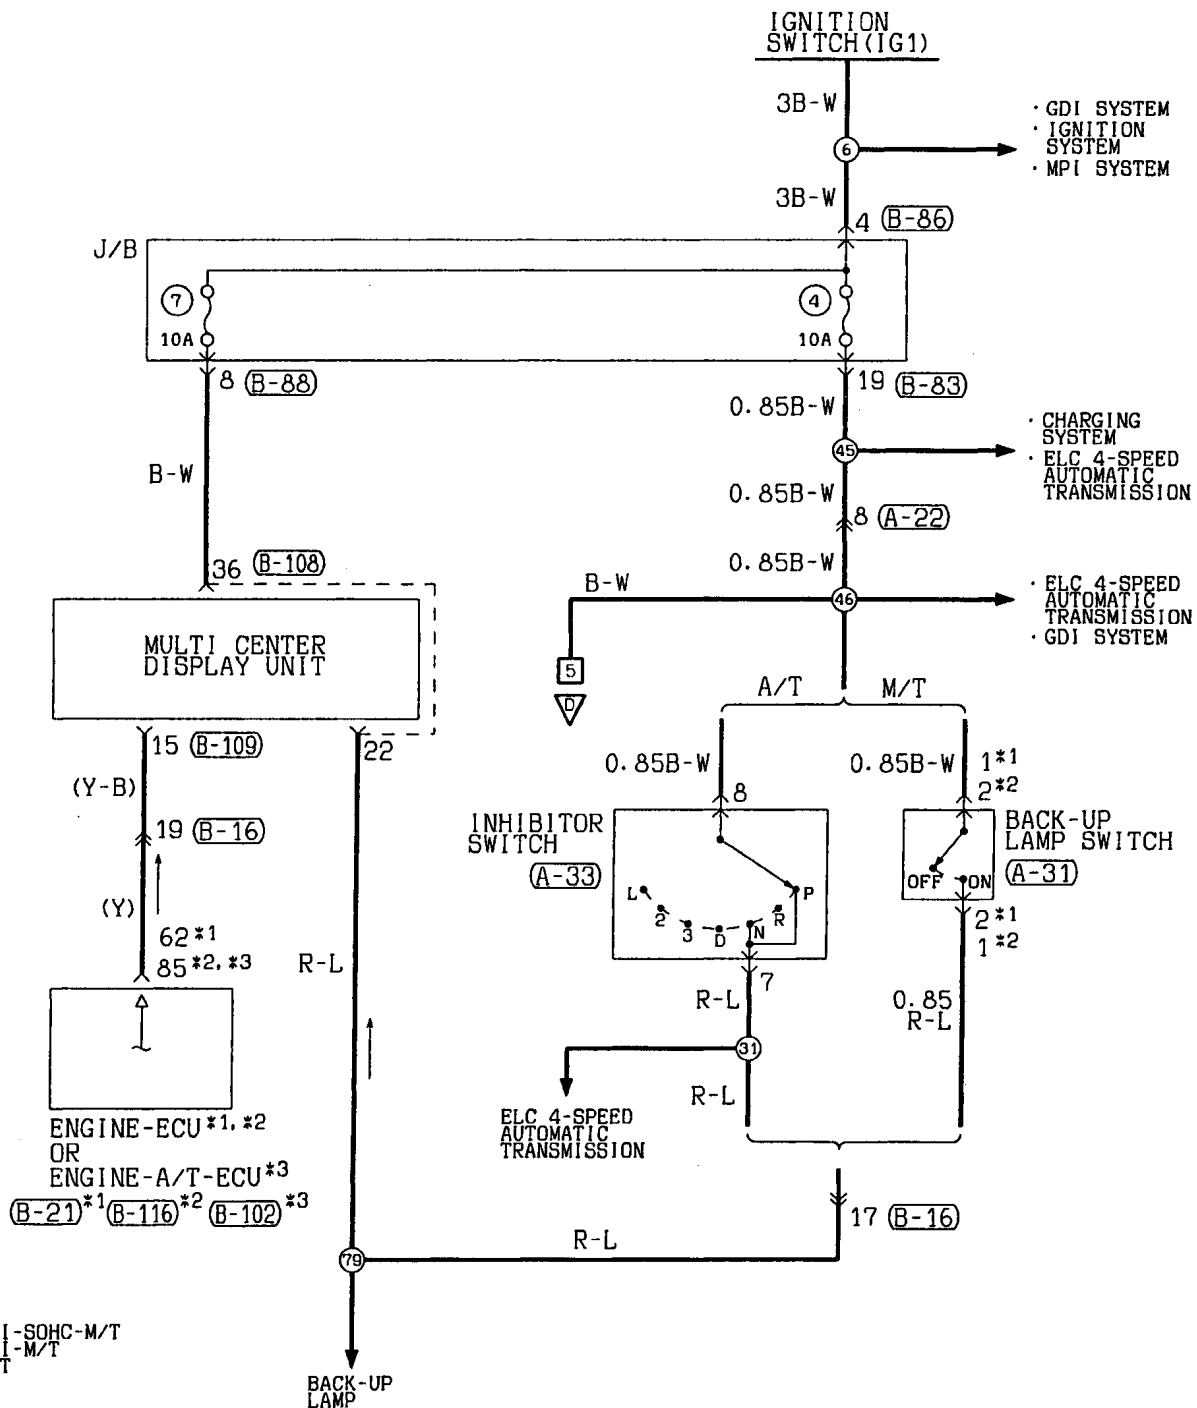 IGNITION
SWITCH(IG1)
3B-W
6
· GDI SYSTEM
· IGNITION
SYSTEM
· MPI SYSTEM
3B-W
4 (B-86)
J/B
7
10A
4
10A
8 (B-88)
19 (B-83)
0.85B-W
45
· CHARGING
SYSTEM
· ELC 4-SPEED
AUTOMATIC
TRANSMISSION
B-W
0.85B-W
8 (A-22)
0.85B-W
36 (B-108)
B-W
46
· ELC 4-SPEED
AUTOMATIC
TRANSMISSION
· GDI SYSTEM
MULTI CENTER
DISPLAY UNIT
5
D
A/T
M/T
15 (B-109)
22
0.85B-W
0.85B-W
1*1
2*2
(Y-B)
8
19 (B-16)
INHIBITOR
SWITCH
(A-33)
L
2
3
D
N
R
P
BACK-UP
LAMP SWITCH
(A-31)
OFF
ON
(Y)
62*1
85*2,*3
R-L
7
2*1
1*2
R-L
0.85
R-L
31
R-L
ELC 4-SPEED
AUTOMATIC
TRANSMISSION
ENGINE-ECU*1,*2
OR
ENGINE-A/T-ECU*3
(B-21)*1 (B-116)*2 (B-102)*3
17 (B-16)
R-L
79
I-SOHC-M/T
I-M/T
T
BACK-UP
LAMP